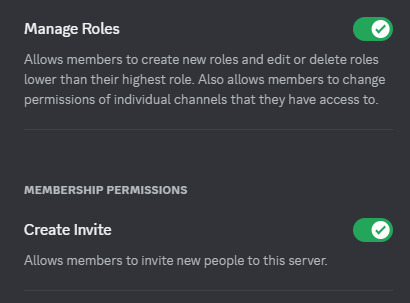 Manage Roles
Allows members to create new roles and edit or delete roles
lower than their highest role. Also allows members to change
permissions of individual channels that they have access to.
MEMBERSHIP PERMISSIONS
Create Invite
Allows members to invite new people to this server.